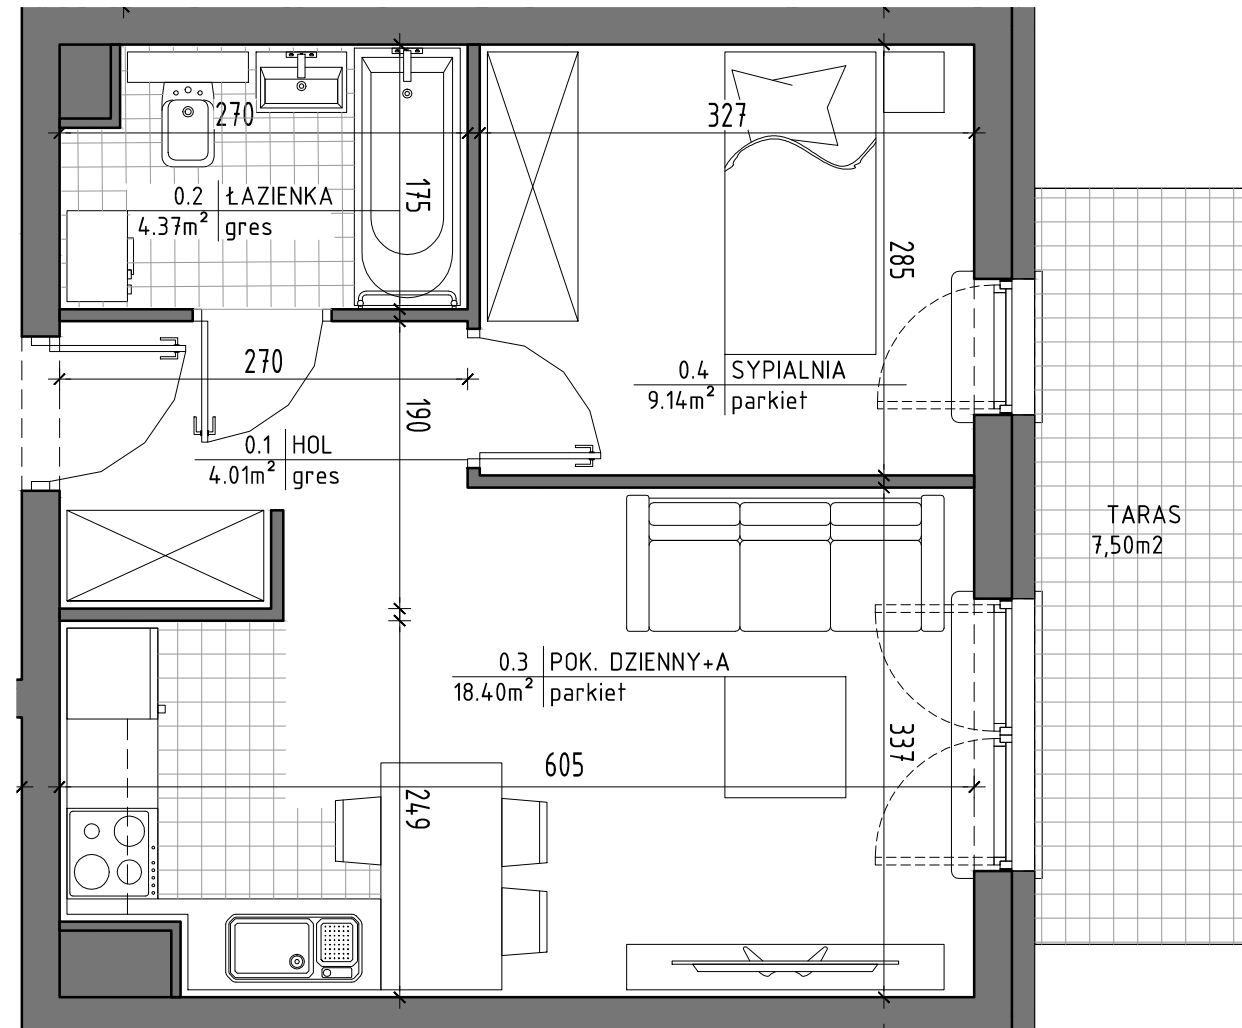 270
327
175
0.2 ŁAZIENKA
4.37m² gres
285
270
0.4 SYPIALNIA
9.14m² parkiet
190
0.1 HOL
4.01m² gres
TARAS
7,50m2
0.3 POK. DZIENNY+A
18.40m² parkiet
337
605
249